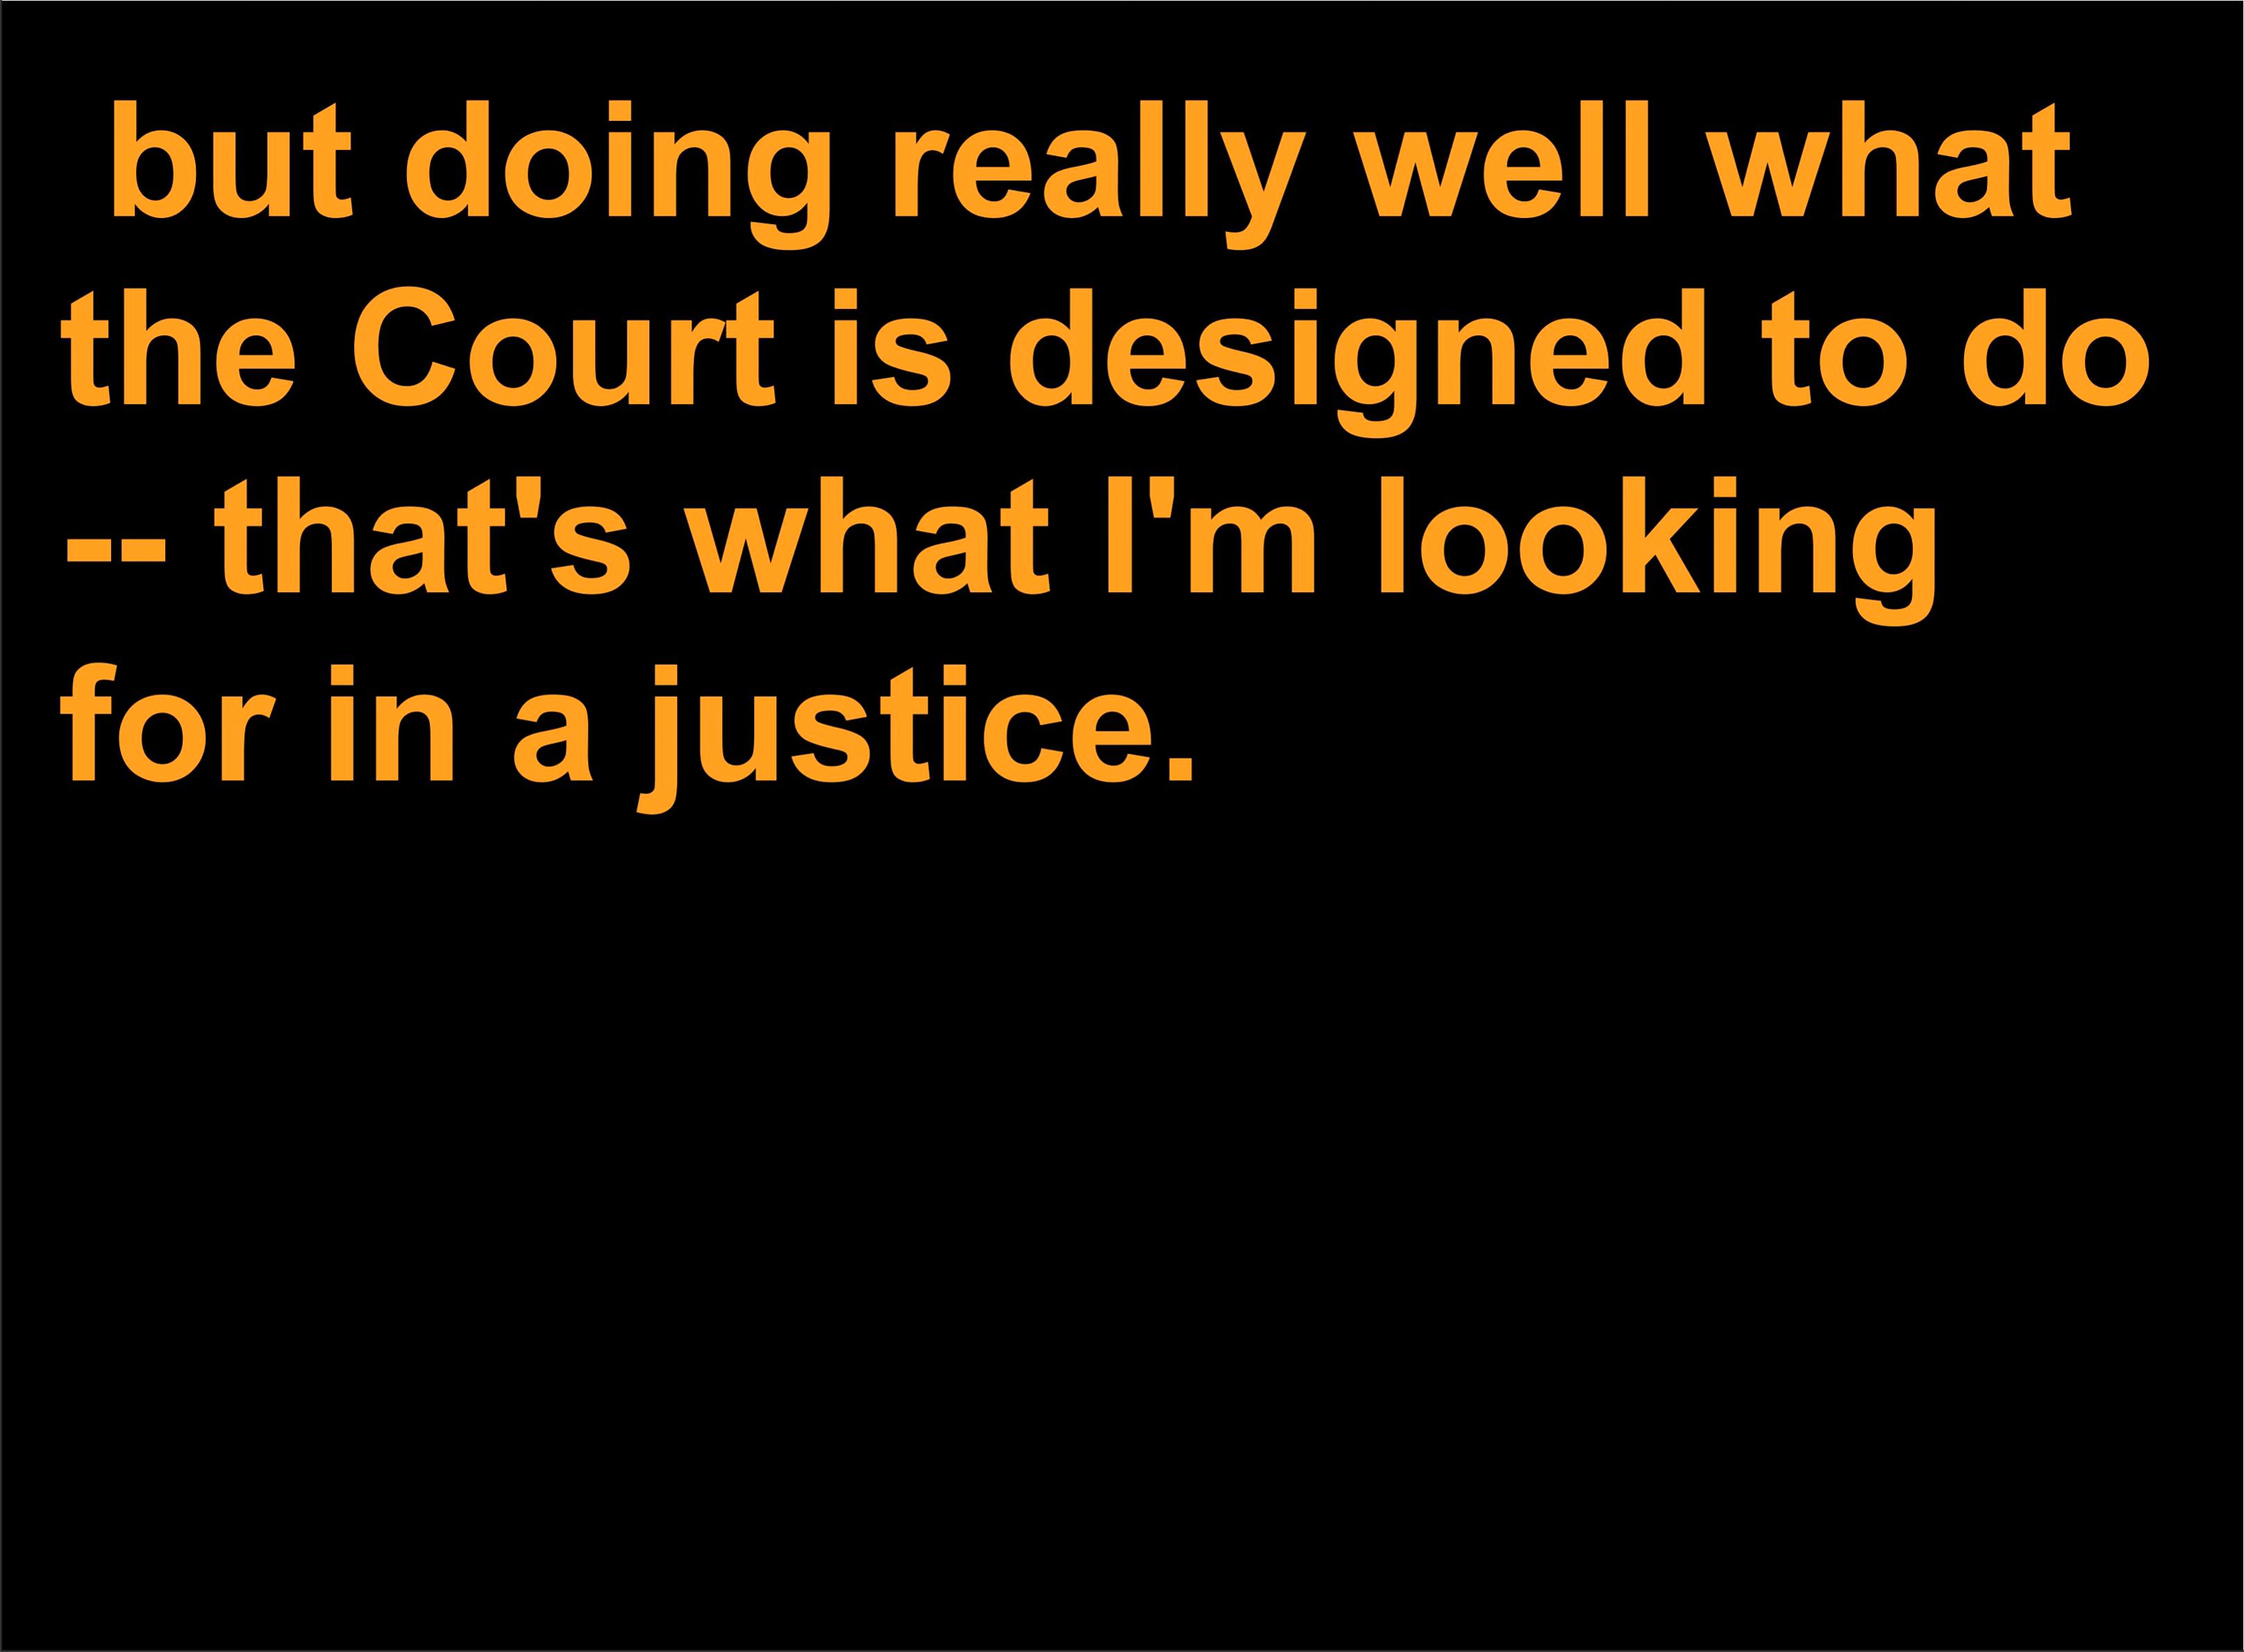 but doing really well what
the Court is designed to do
-- that's what I'm looking
for in a justice.